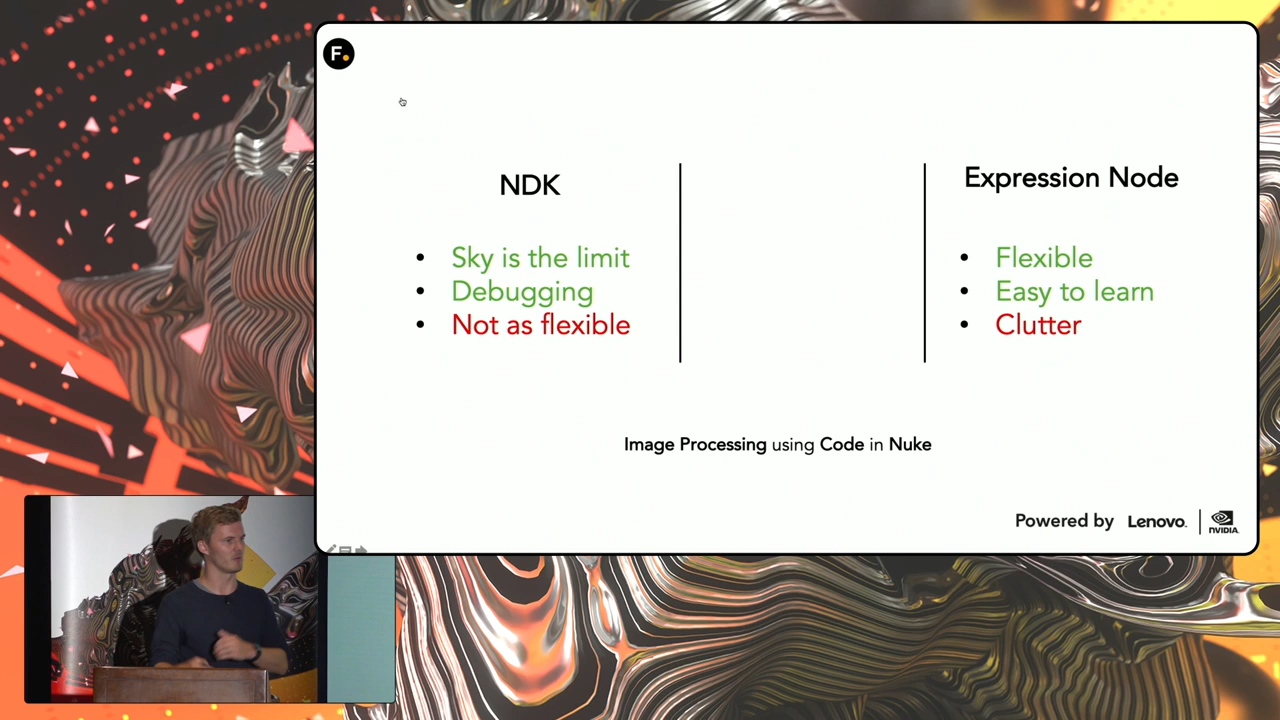 F.
NDK
• Sky is the limit
• Debugging
• Not as flexible
Expression Node
• Flexible
• Easy to learn
• Clutter
Image Processing using Code in Nuke
Powered by Lenovo. NVIDIA